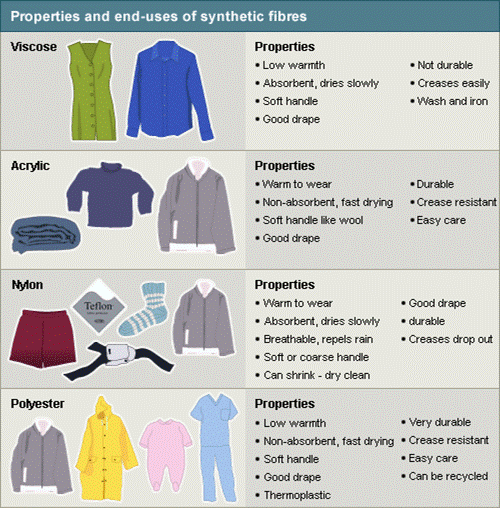 Properties and end-uses of synthetic fibres
Viscose
Properties
• Low warmth
• Absorbent, dries slowly
• Soft handle
• Good drape
• Not durable
• Creases easily
• Wash and iron
Acrylic
Properties
• Warm to wear
• Non-absorbent, fast drying
• Soft handle like wool
• Good drape
• Durable
• Crease resistant
• Easy care
Nylon
Teflon
Properties
• Warm to wear
• Absorbent, dries slowly
• Breathable, repels rain
• Soft or coarse handle
• Can shrink - dry clean
• Good drape
• durable
• Creases drop out
Polyester
Properties
• Low warmth
• Non-absorbent, fast drying
• Soft handle
• Good drape
• Thermoplastic
• Very durable
• Crease resistant
• Easy care
• Can be recycled